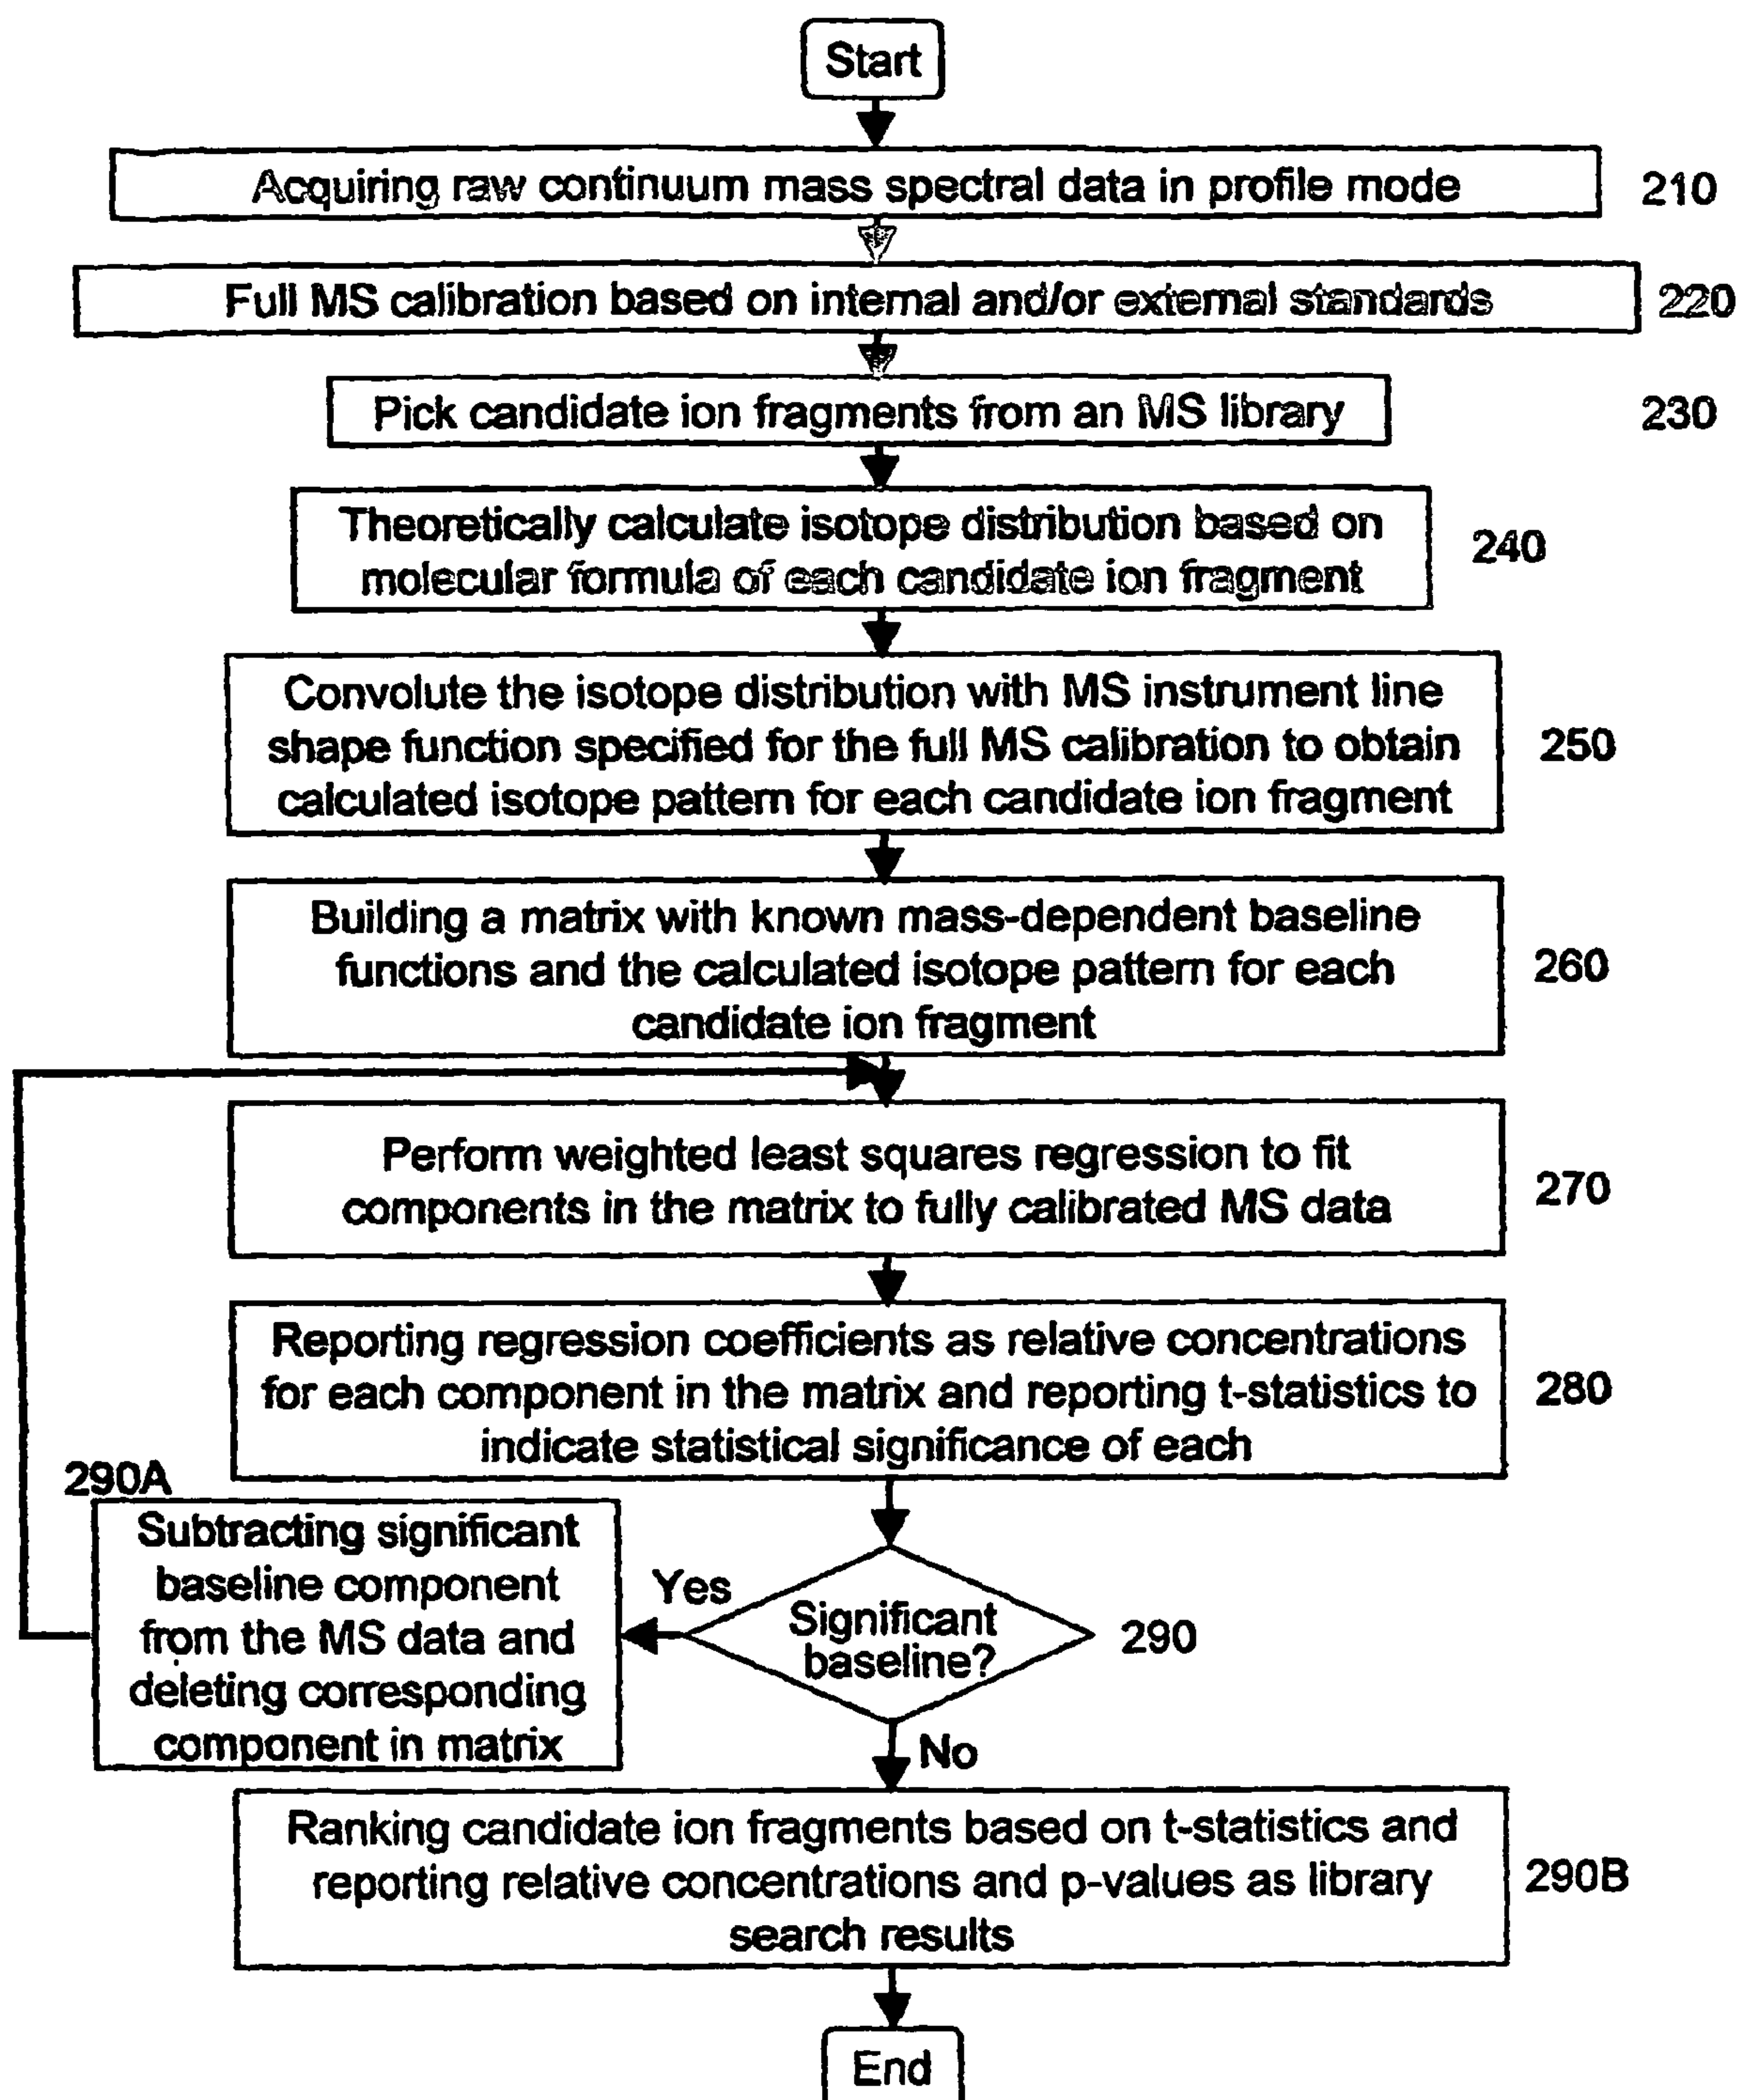 Start
Acquiring raw continuum mass spectral data in profile mode
210
Full MS calibration based on internal and/or external standards
220
Pick candidate ion fragments from an MS library
230
Theoretically calculate isotope distribution based on
molecular formula of each candidate ion fragment
240
Convolute the isotope distribution with MS instrument line
shape function specified for the full MS calibration to obtain
calculated isotope pattern for each candidate ion fragment
250
Building a matrix with known mass-dependent baseline
functions and the calculated isotope pattern for each
candidate ion fragment
260
Perform weighted least squares regression to fit
components in the matrix to fully calibrated MS data
270
Reporting regression coefficients as relative concentrations
for each component in the matrix and reporting t-statistics to
indicate statistical significance of each
280
290A
Subtracting significant
baseline component
from the MS data and
deleting corresponding
component in matrix
Yes
Significant
baseline?
290
No
Ranking candidate ion fragments based on t-statistics and
reporting relative concentrations and p-values as library
search results
290B
End